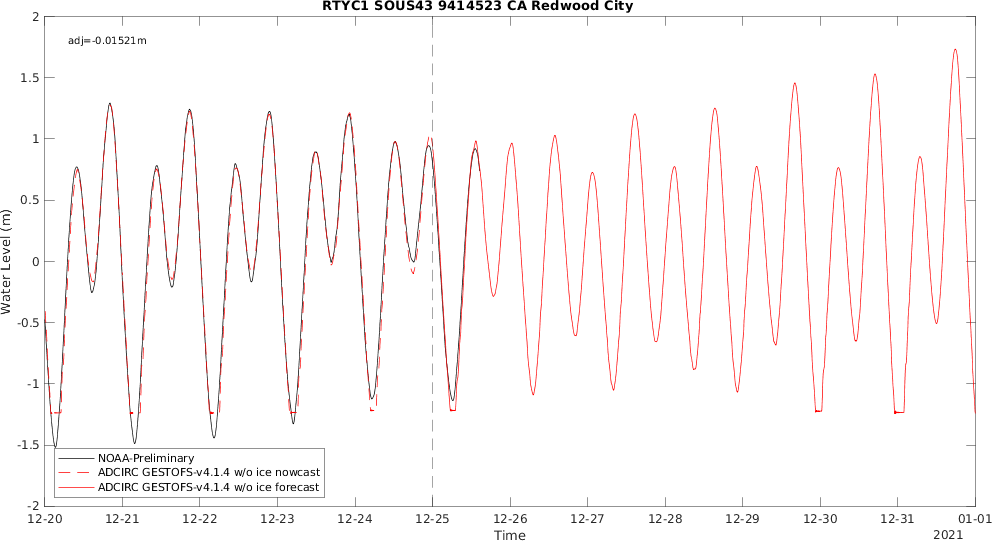 RTYC1 SOUS43 9414523 CA Redwood City
adj=-0.01521m
2
1.5
1
0.5
0
-0.5
-1
-1.5
-2
Water Level (m)
NOAA-Preliminary
ADCIRC GESTOFS-v4.1.4 w/o ice nowcast
ADCIRC GESTOFS-v4.1.4 w/o ice forecast
12-20 12-21 12-22 12-23 12-24 12-25 12-26 12-27 12-28 12-29 12-30 12-31 01-01
Time
2021